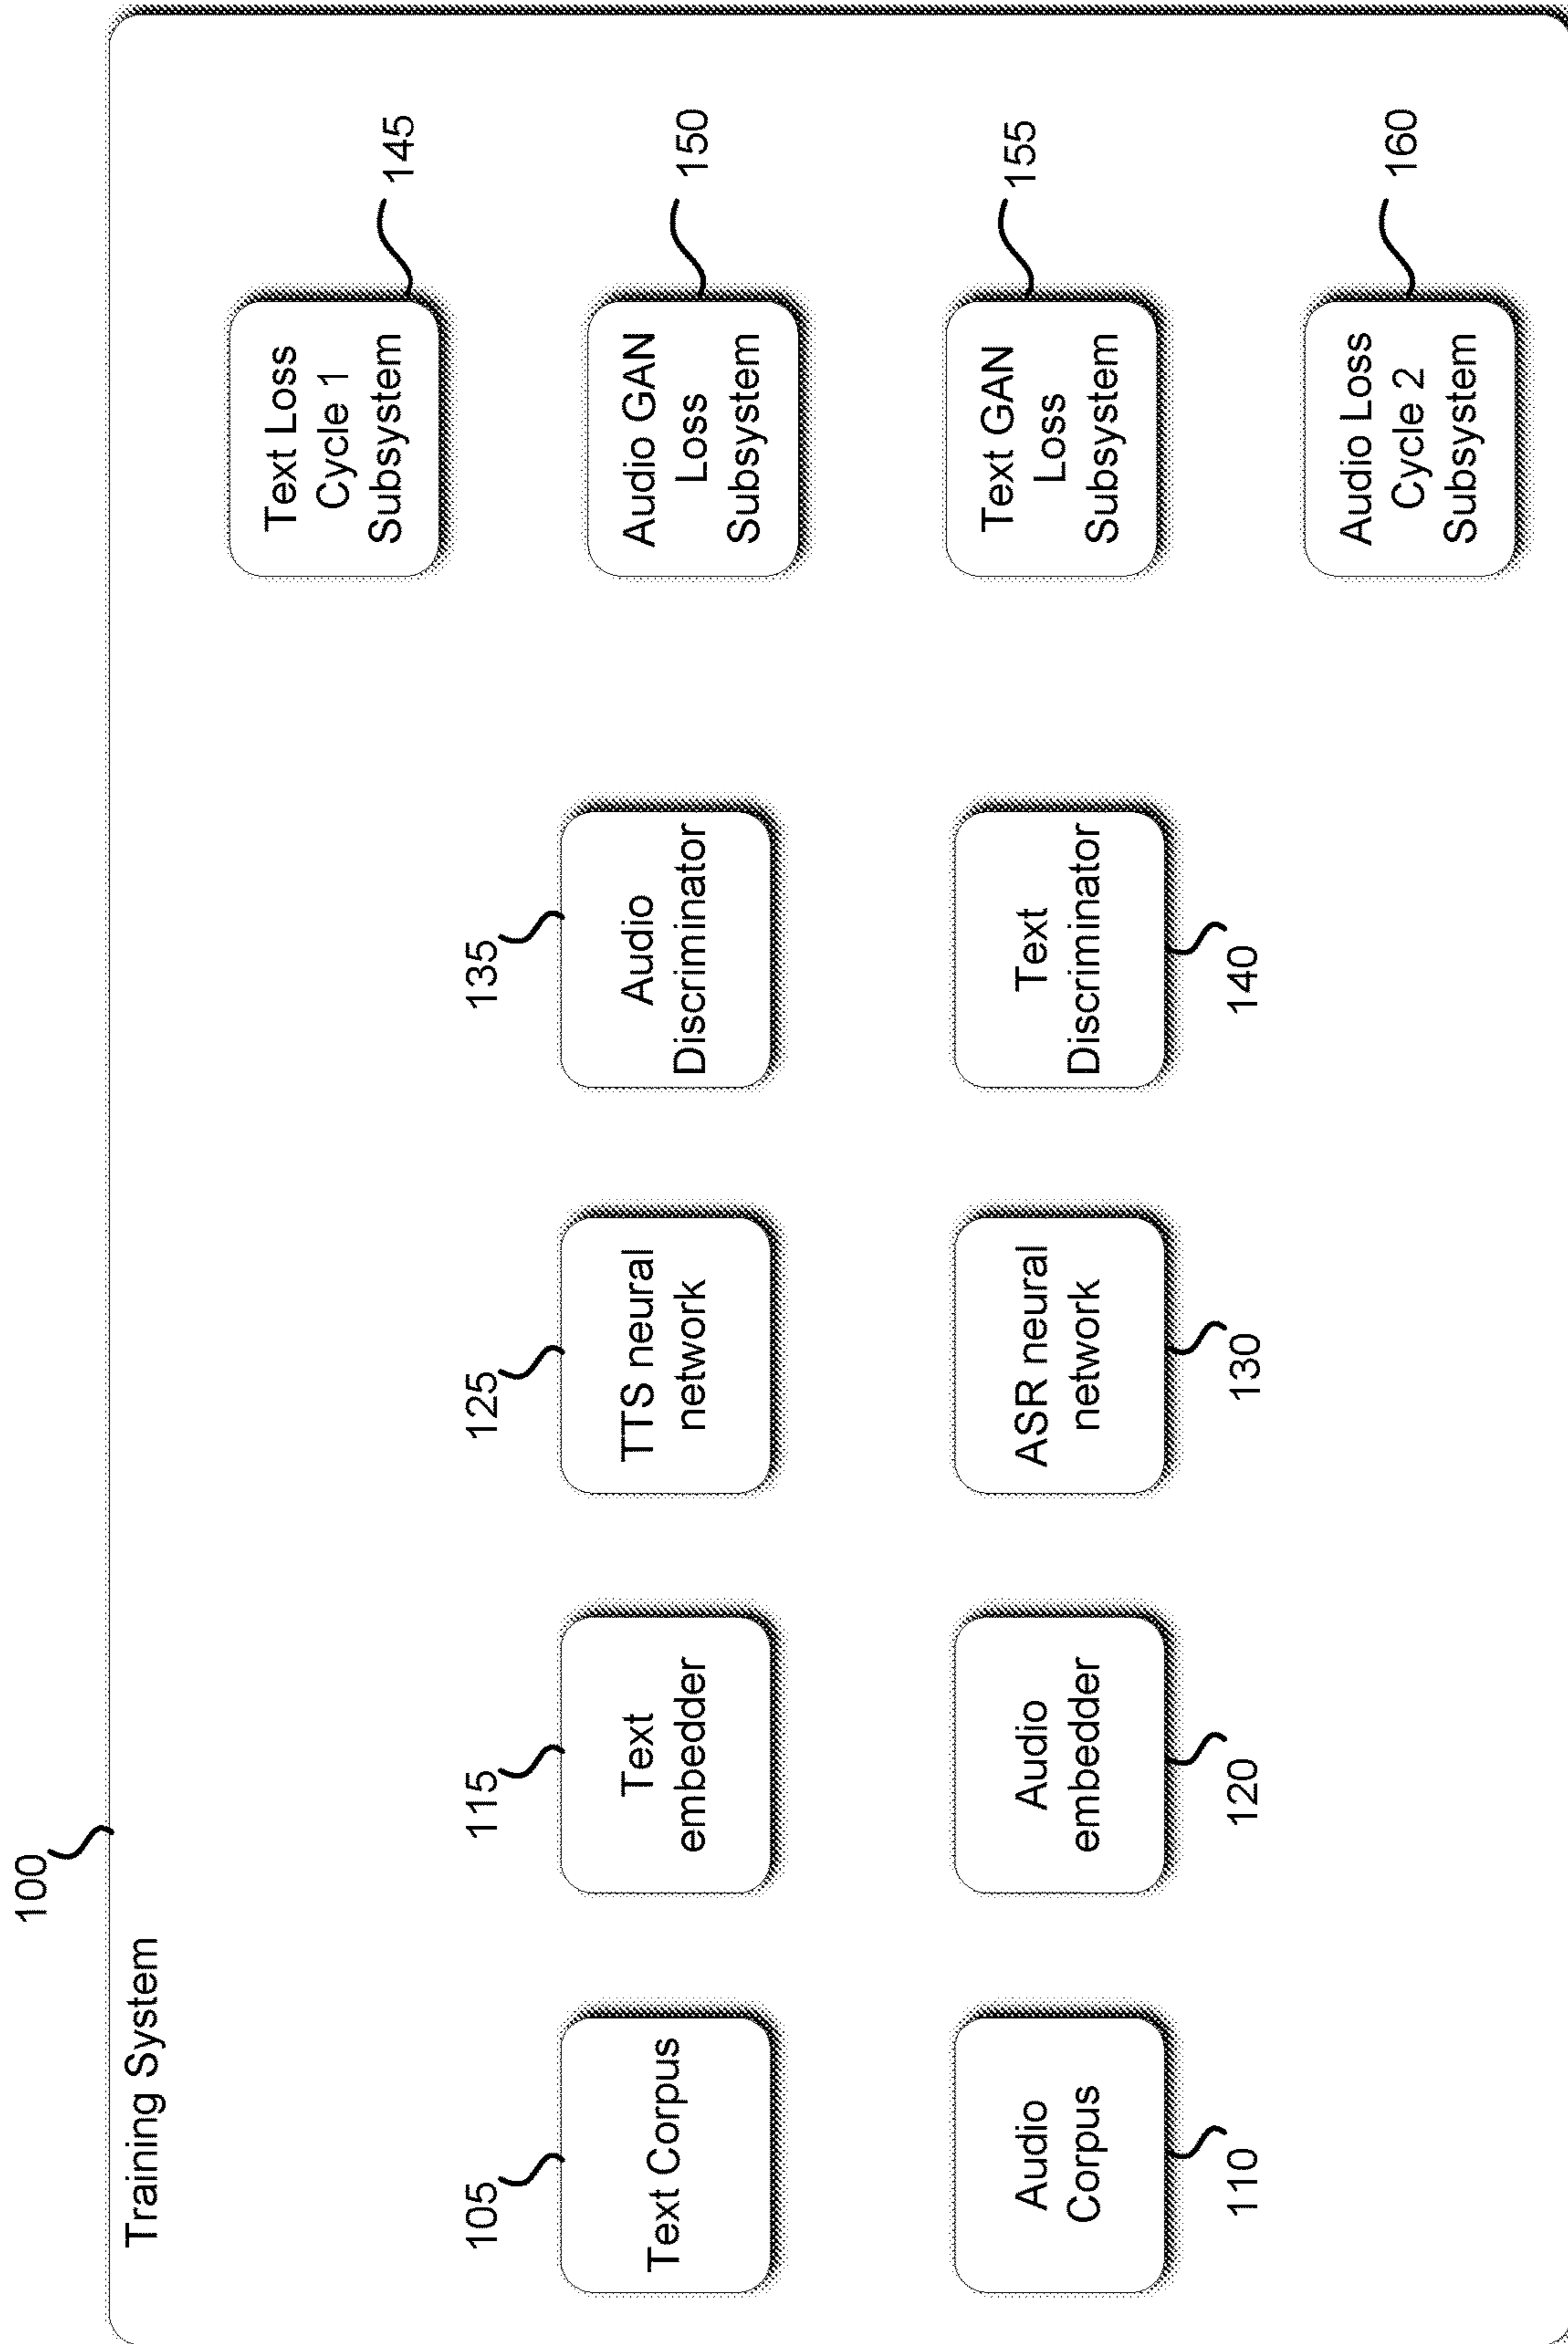 100
Training System
105
Text Corpus
115
Text
embedder
125
TTS neural
network
135
Audio
Discriminator
Text Loss
Cycle 1
Subsystem
145
Audio GAN
Loss
Subsystem
150
Audio
Corpus
110
Audio
embedder
120
ASR neural
network
130
Text
Discriminator
140
Text GAN
Loss
Subsystem
155
Audio Loss
Cycle 2
Subsystem
160